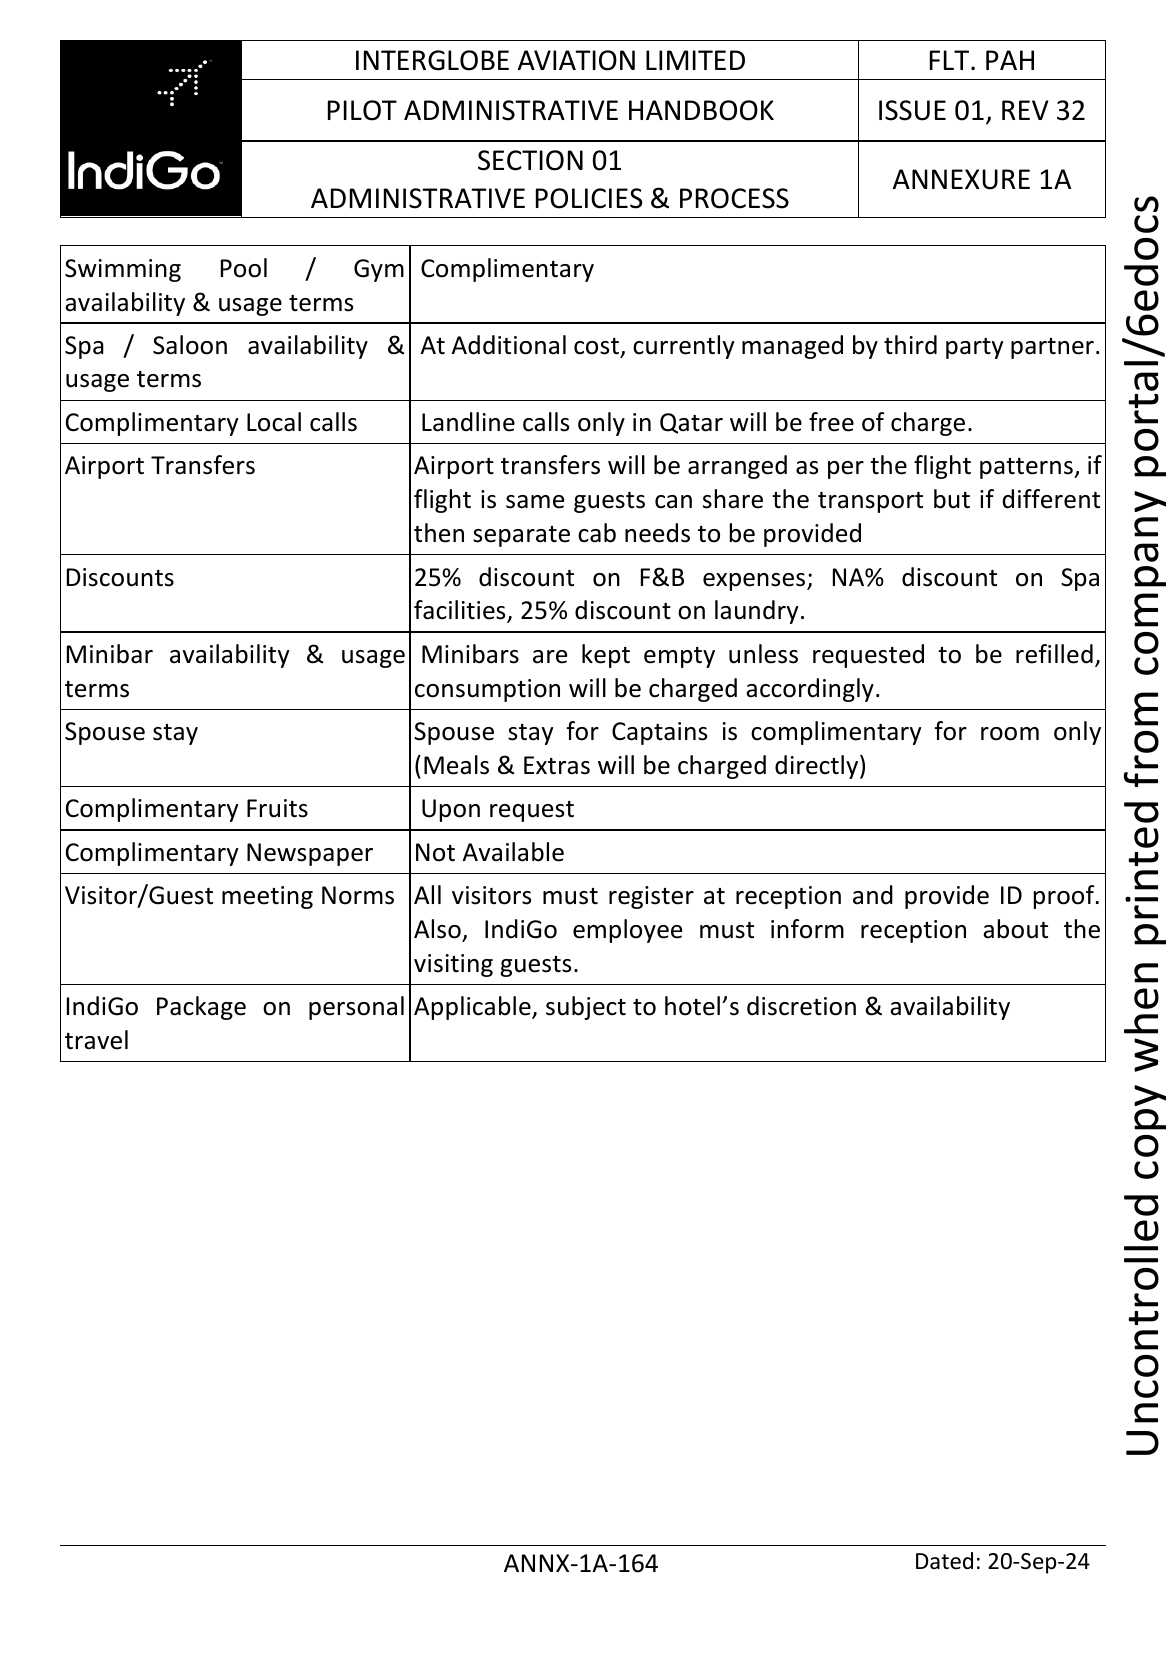 IndiGo
INTERGLOBE AVIATION LIMITED
FLT. PAH
PILOT ADMINISTRATIVE HANDBOOK
ISSUE 01, REV 32
SECTION 01
ADMINISTRATIVE POLICIES & PROCESS
ANNEXURE 1A
Swimming Pool / Gym
availability & usage terms
Complimentary
Spa / Saloon availability &
usage terms
At Additional cost, currently managed by third party partner.
Complimentary Local calls
Landline calls only in Qatar will be free of charge.
Airport Transfers
Airport transfers will be arranged as per the flight patterns, if
flight is same guests can share the transport but if different
then separate cab needs to be provided
Discounts
25% discount on F&B expenses; NA% discount on Spa
facilities, 25% discount on laundry.
Minibar availability & usage
terms
Minibars are kept empty unless requested to be refilled,
consumption will be charged accordingly.
Spouse stay
Spouse stay for Captains is complimentary for room only
(Meals & Extras will be charged directly)
Complimentary Fruits
Upon request
Complimentary Newspaper
Not Available
Visitor/Guest meeting Norms
All visitors must register at reception and provide ID proof.
Also, IndiGo employee must inform reception about the
visiting guests.
IndiGo Package on personal
travel
Applicable, subject to hotel’s discretion & availability
Uncontrolled copy when printed from company portal/6edocs
ANNX-1A-164
Dated: 20-Sep-24